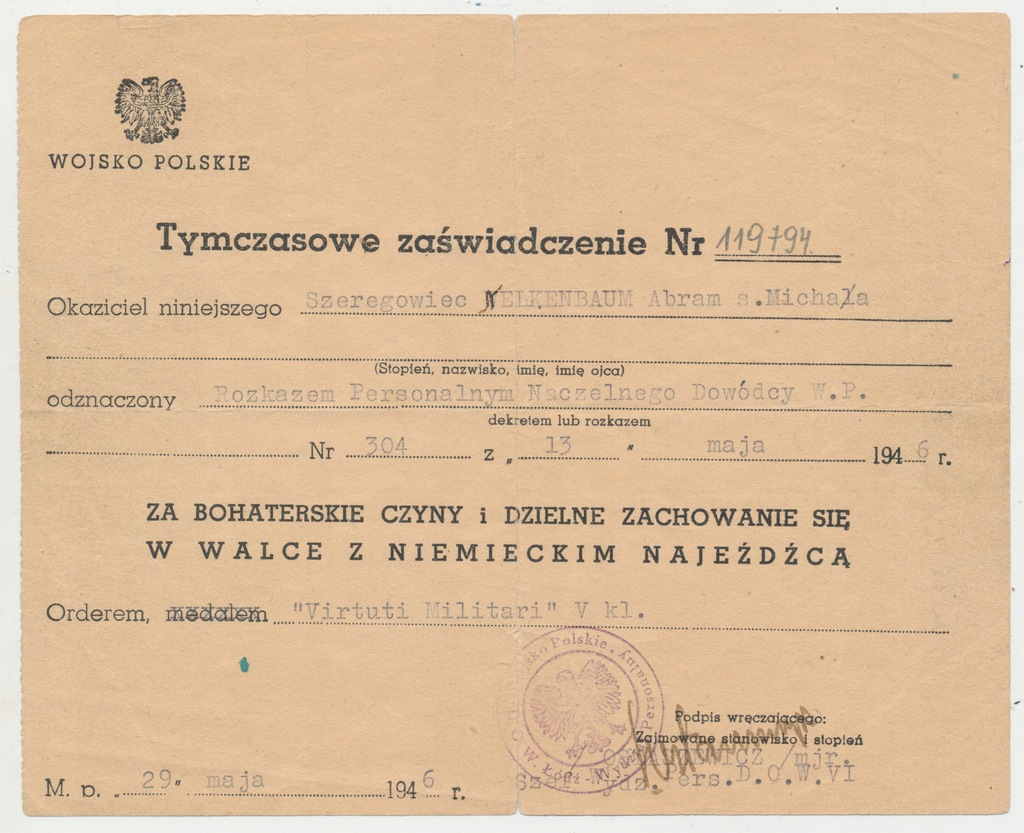 WOJSKO POLSKIE
Tymczasowe zaświadczenie Nr 119794
Okaziciel niniejszego Szeregowiec NELKENBAUM Abram s.Michała
(Stopień, nazwisko, imię, imię ojca)
odznaczony Rozkazem Personalnym Naczelnego Dowódcy W.P.
dekretem lub rozkazem
Nr 304 z „ 13 " maja 1946 r.
ZA BOHATERSKIE CZYNY i DZIELNE ZACHOWANIE SIĘ
W WALCE Z NIEMIECKIM NAJEŹDŹCĄ
Orderem, medalem "Virtuti Militari" V kl.
Polskie
Personalny
Łódź
Podpis wręczającego:
Zajmowane stanowisko i stopień
/mjr.
Szef Wydz. Pers.D.O.W.VI
M. p. „ 29 " maja 1946 r.